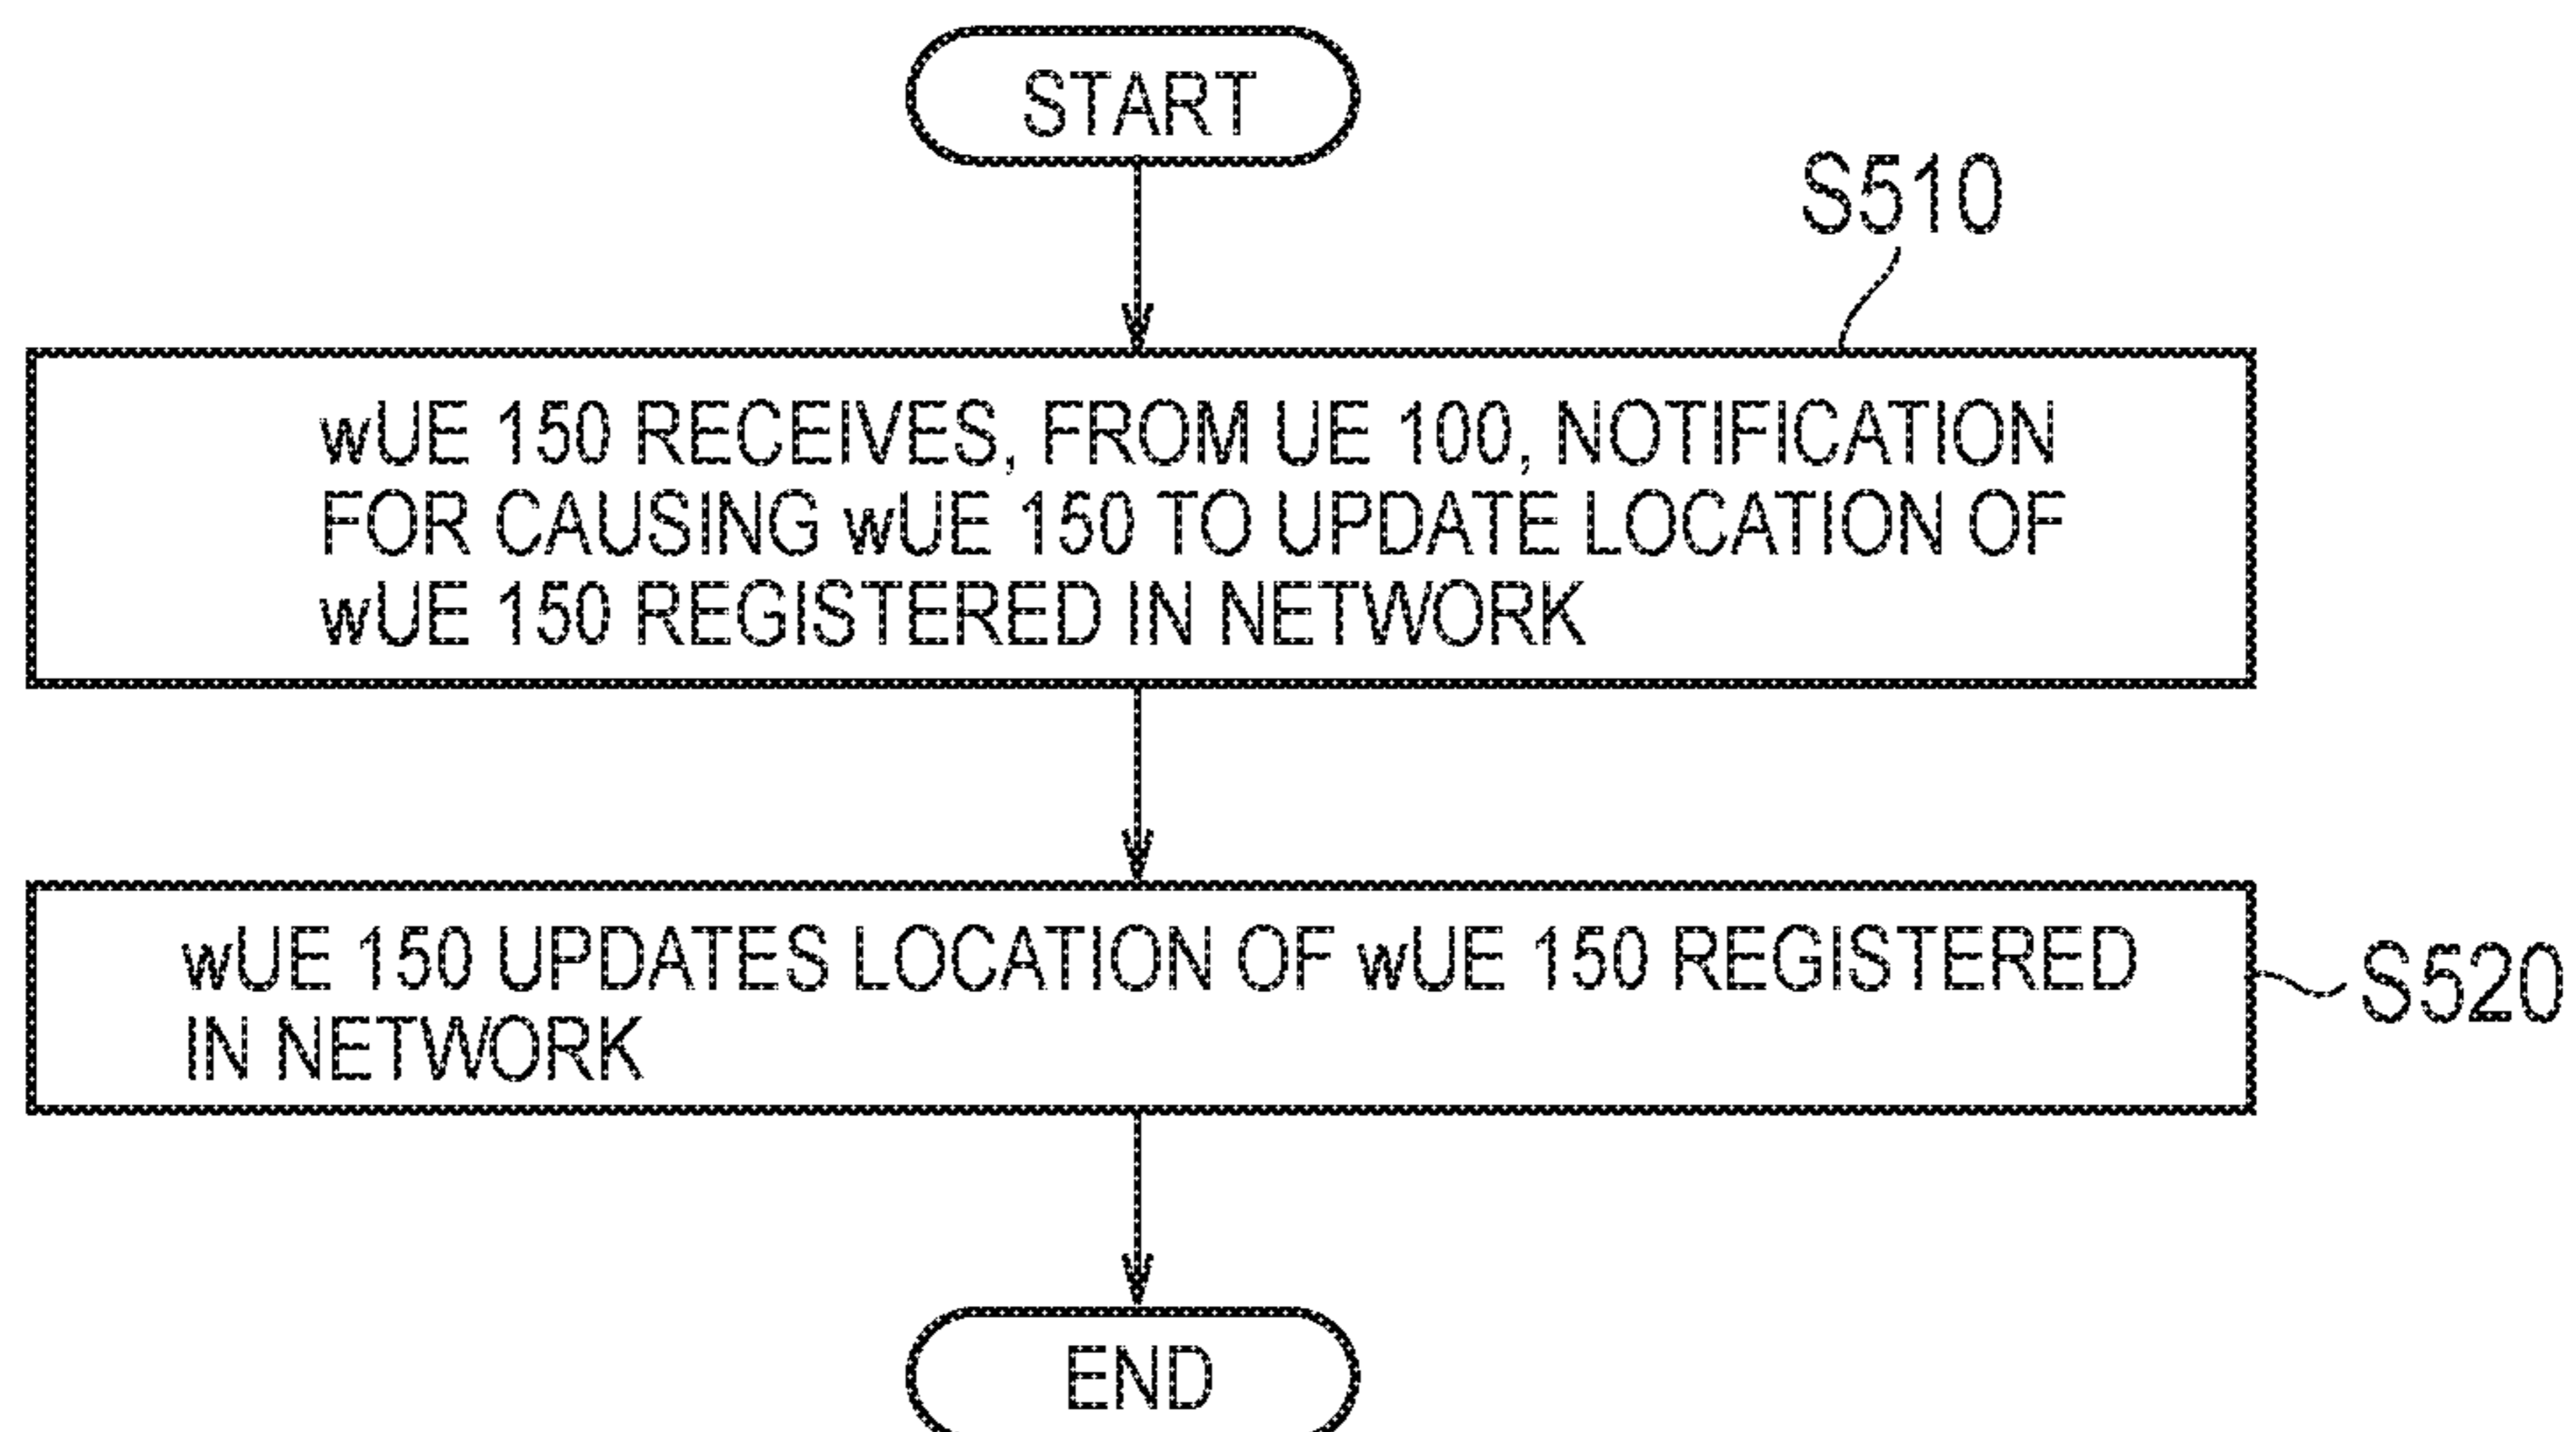 START
S510
wUE 150 RECEIVES, FROM UE 100, NOTIFICATION
FOR CAUSING wUE 150 TO UPDATE LOCATION OF
wUE 150 REGISTERED IN NETWORK
wUE 150 UPDATES LOCATION OF wUE 150 REGISTERED
IN NETWORK
S520
END